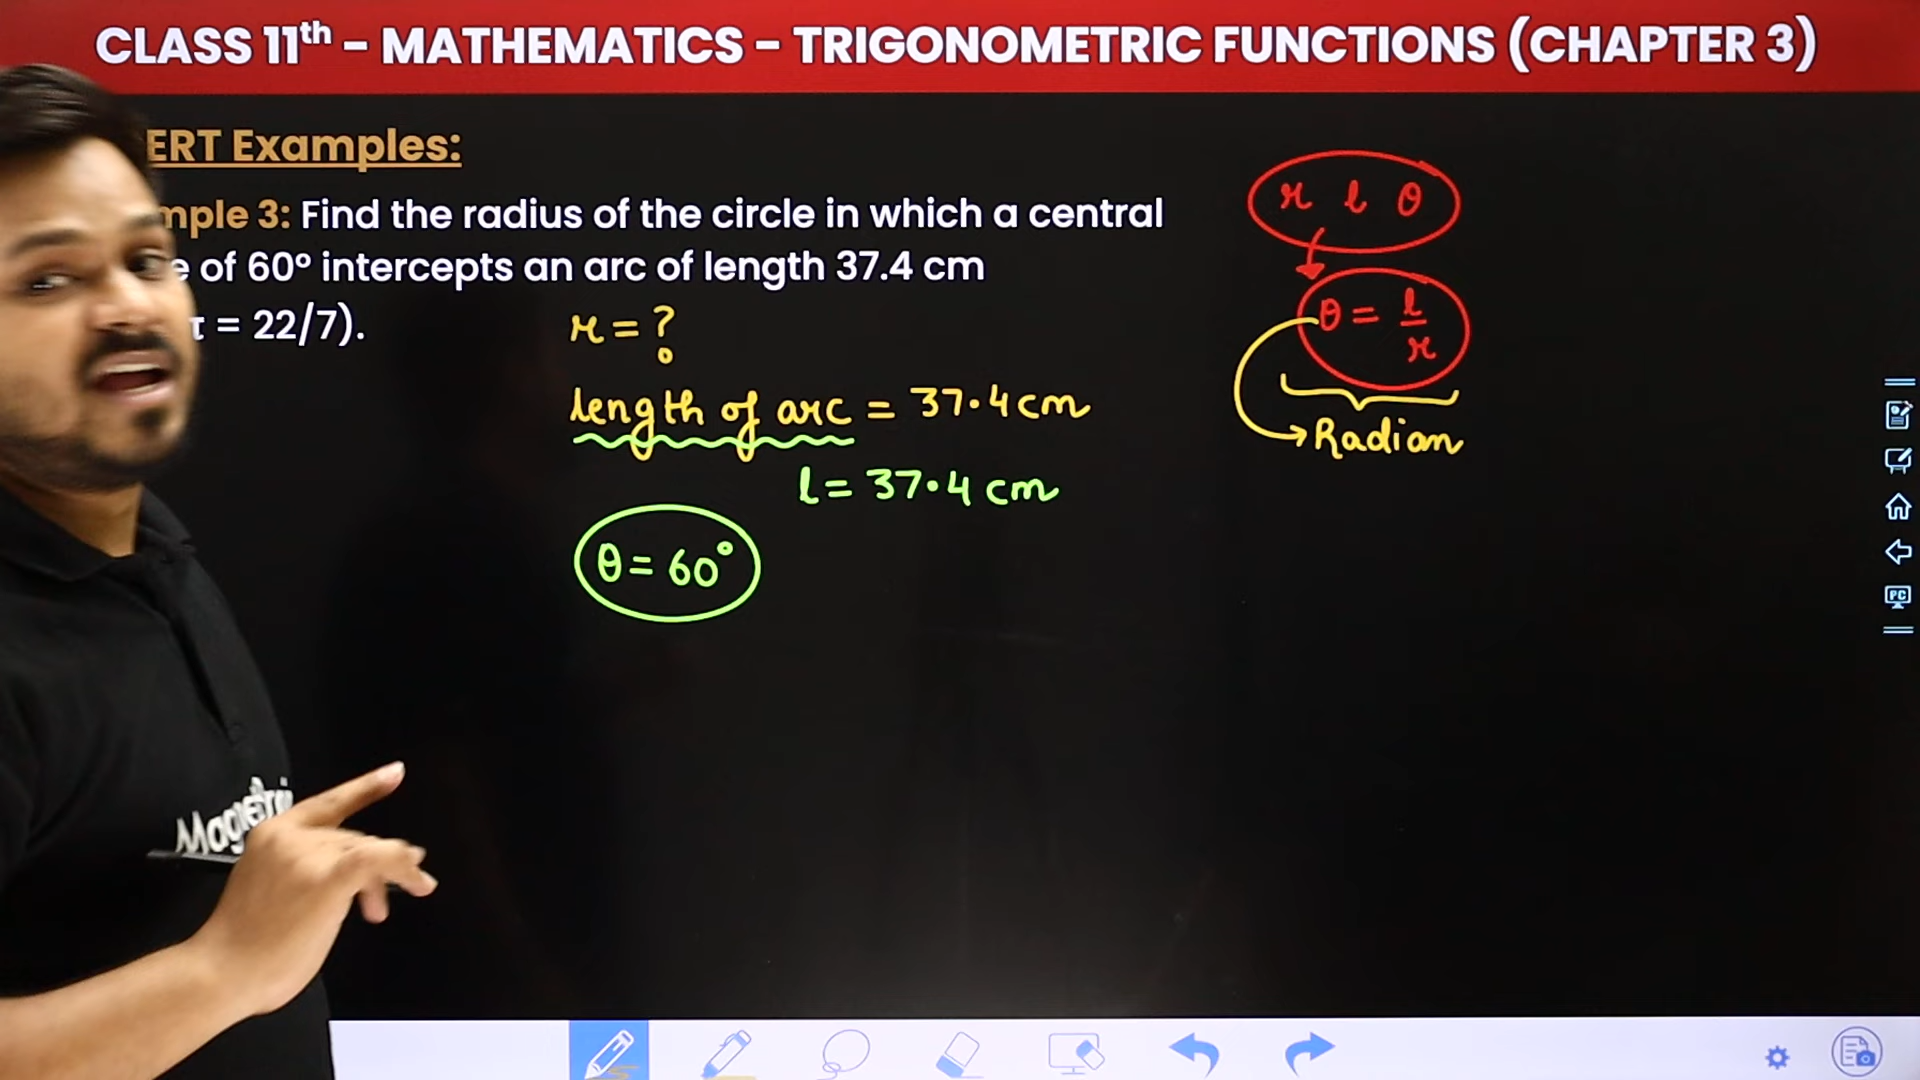 CLASS 11th - MATHEMATICS - TRIGONOMETRIC FUNCTIONS (CHAPTER 3)
ERT Examples:
mple 3: Find the radius of the circle in which a central
e of 60° intercepts an arc of length 37.4 cm
π = 22/7).
r = ?
length of arc = 37.4 cm
l = 37.4 cm
θ = 60°
r l θ
θ = l/r
Radian
PC